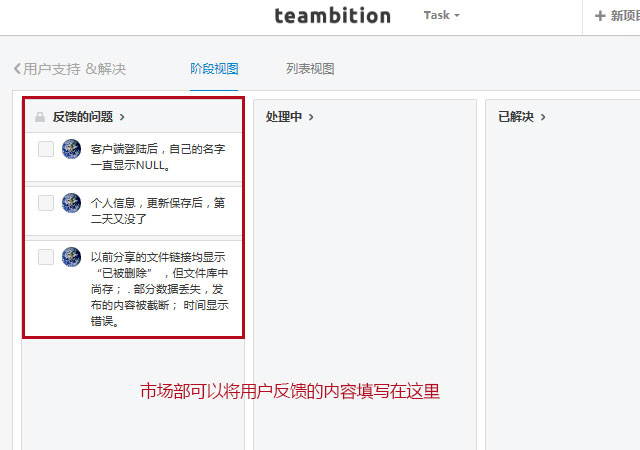 teambition
Task
新项目
用户支持 &解决
阶段视图
列表视图
反馈的问题
客户端登陆后，自己的名字
一直显示NULL。
个人信息，更新保存后，第
二天又没了
以前分享的文件链接均显示
“已被删除” ，但文件库中
尚存； . 部分数据丢失，发
布的内容被截断； 时间显示
错误。
处理中
已解决
市场部可以将用户反馈的内容填写在这里